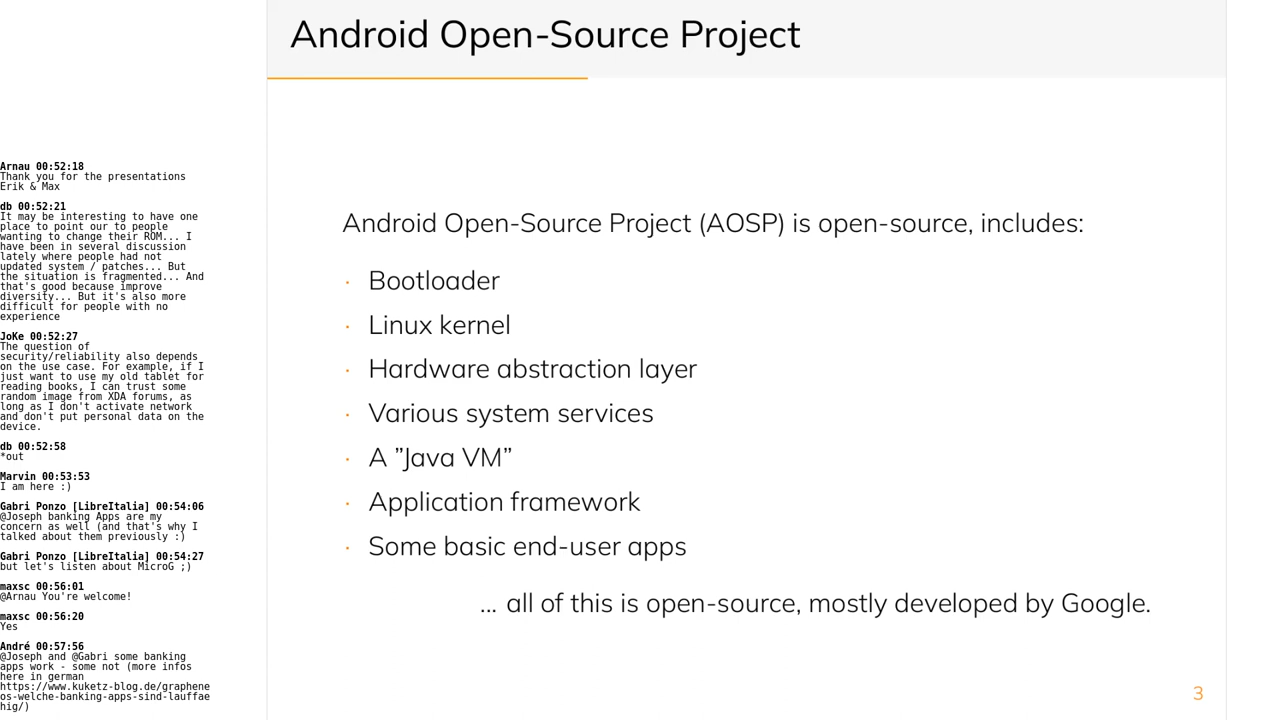 Android Open-Source Project
Arnau 00:52:18
Thank you for the presentations
Erik & Max
db 00:52:21
It may be interesting to have one
place to point our to people
wanting to change their ROM... I
have been in several discussion
lately where people had not
updated system / patches... But
the situation is fragmented... And
that's good because improve
diversity... But it's also more
difficult for people with no
experience
JoKe 00:52:27
The question of
security/reliability also depends
on the use case. For example, if I
just want to use my old tablet for
reading books, I can trust some
random image from XDA forums, as
long as I don't activate network
and don't put personal data on the
device.
db 00:52:58
*out
Marvin 00:53:53
I am here :)
Gabri Ponzo [LibreItalia] 00:54:06
@Joseph banking Apps are my
concern as well (and that's why I
talked about them previously :)
Gabri Ponzo [LibreItalia] 00:54:27
but let's listen about MicroG ;)
maxsc 00:56:01
@Arnau You're welcome!
maxsc 00:56:20
Yes
André 00:57:56
@Joseph and @Gabri some banking
apps work - some not (more infos
here in german
https://www.kuketz-blog.de/graphene
os-welche-banking-apps-sind-lauffae
hig/)
Android Open-Source Project (AOSP) is open-source, includes:
· Bootloader
· Linux kernel
· Hardware abstraction layer
· Various system services
· A ”Java VM”
· Application framework
· Some basic end-user apps
... all of this is open-source, mostly developed by Google.
3